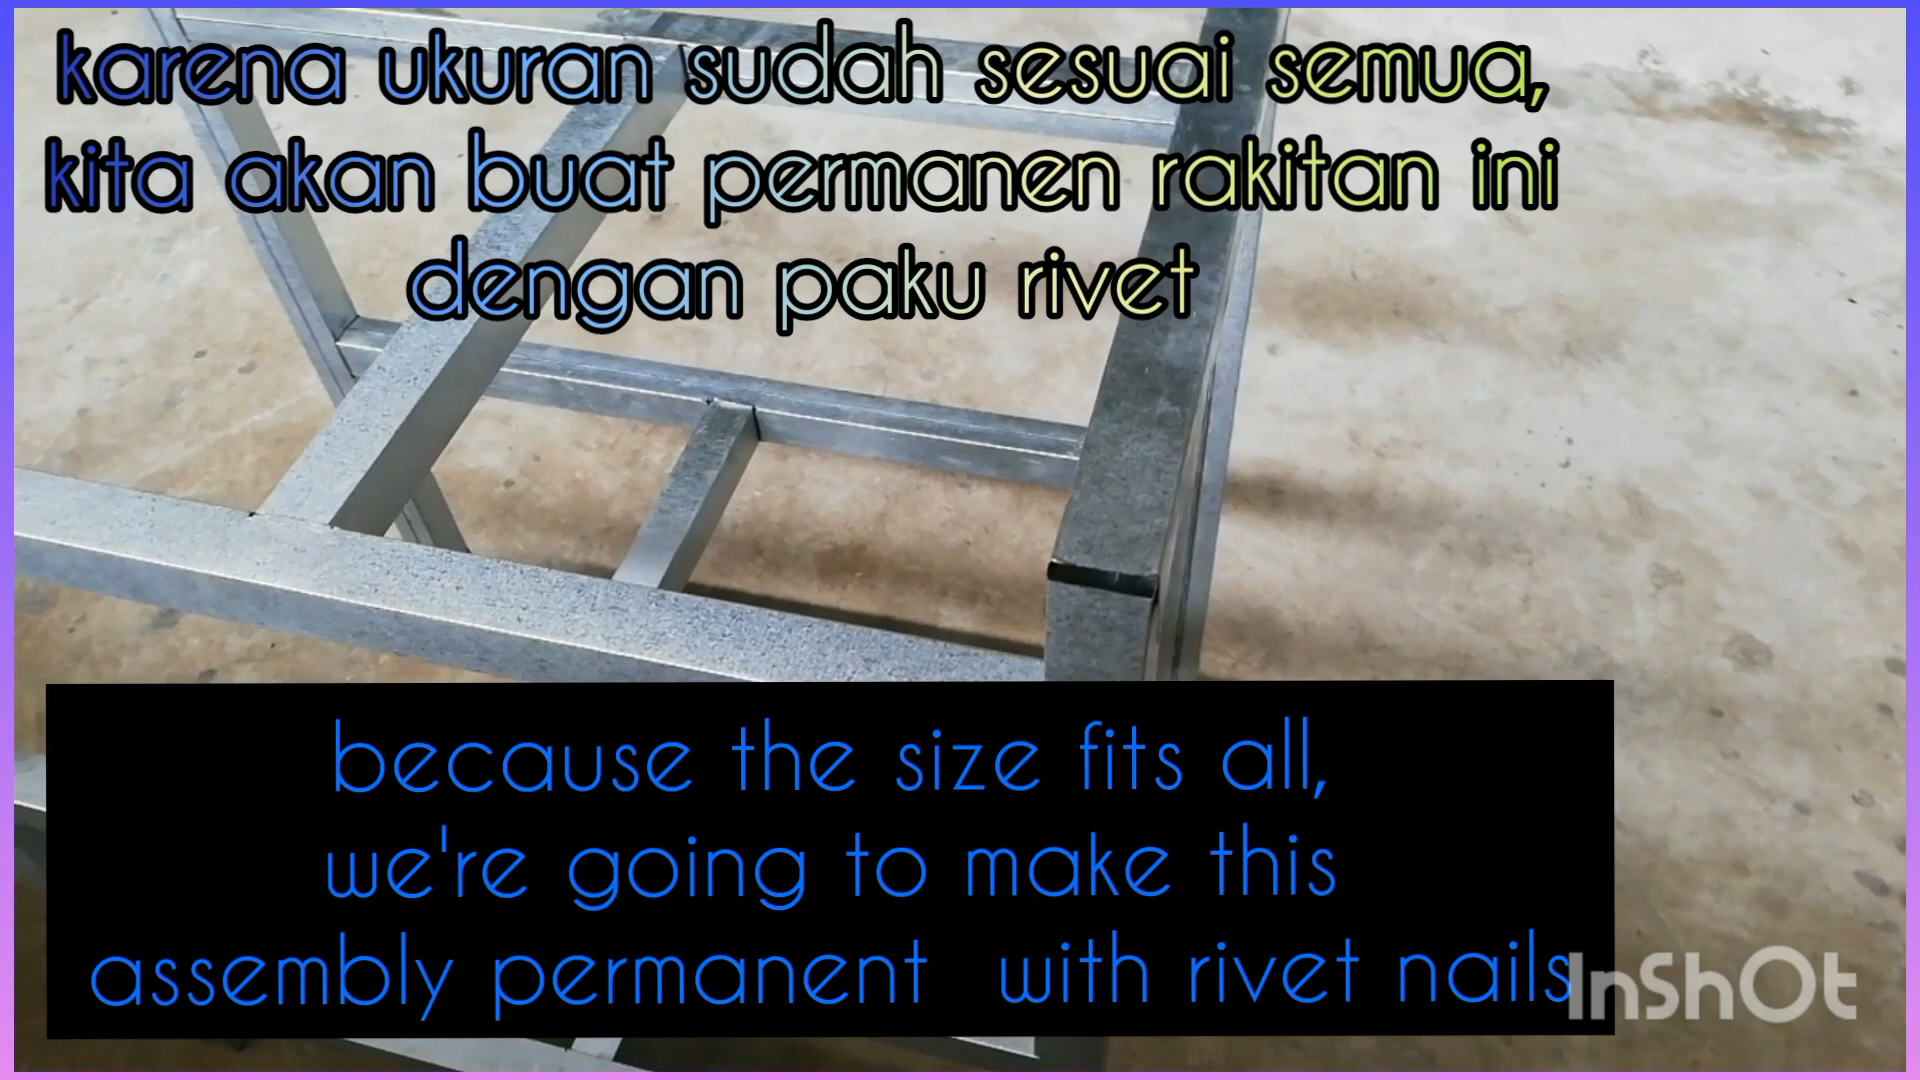 karena ukuran sudah sesuai semua,
kita akan buat permanen rakitan ini
dengan paku rivet
because the size fits all,
we're going to make this
assembly permanent with rivet nails
InShOt